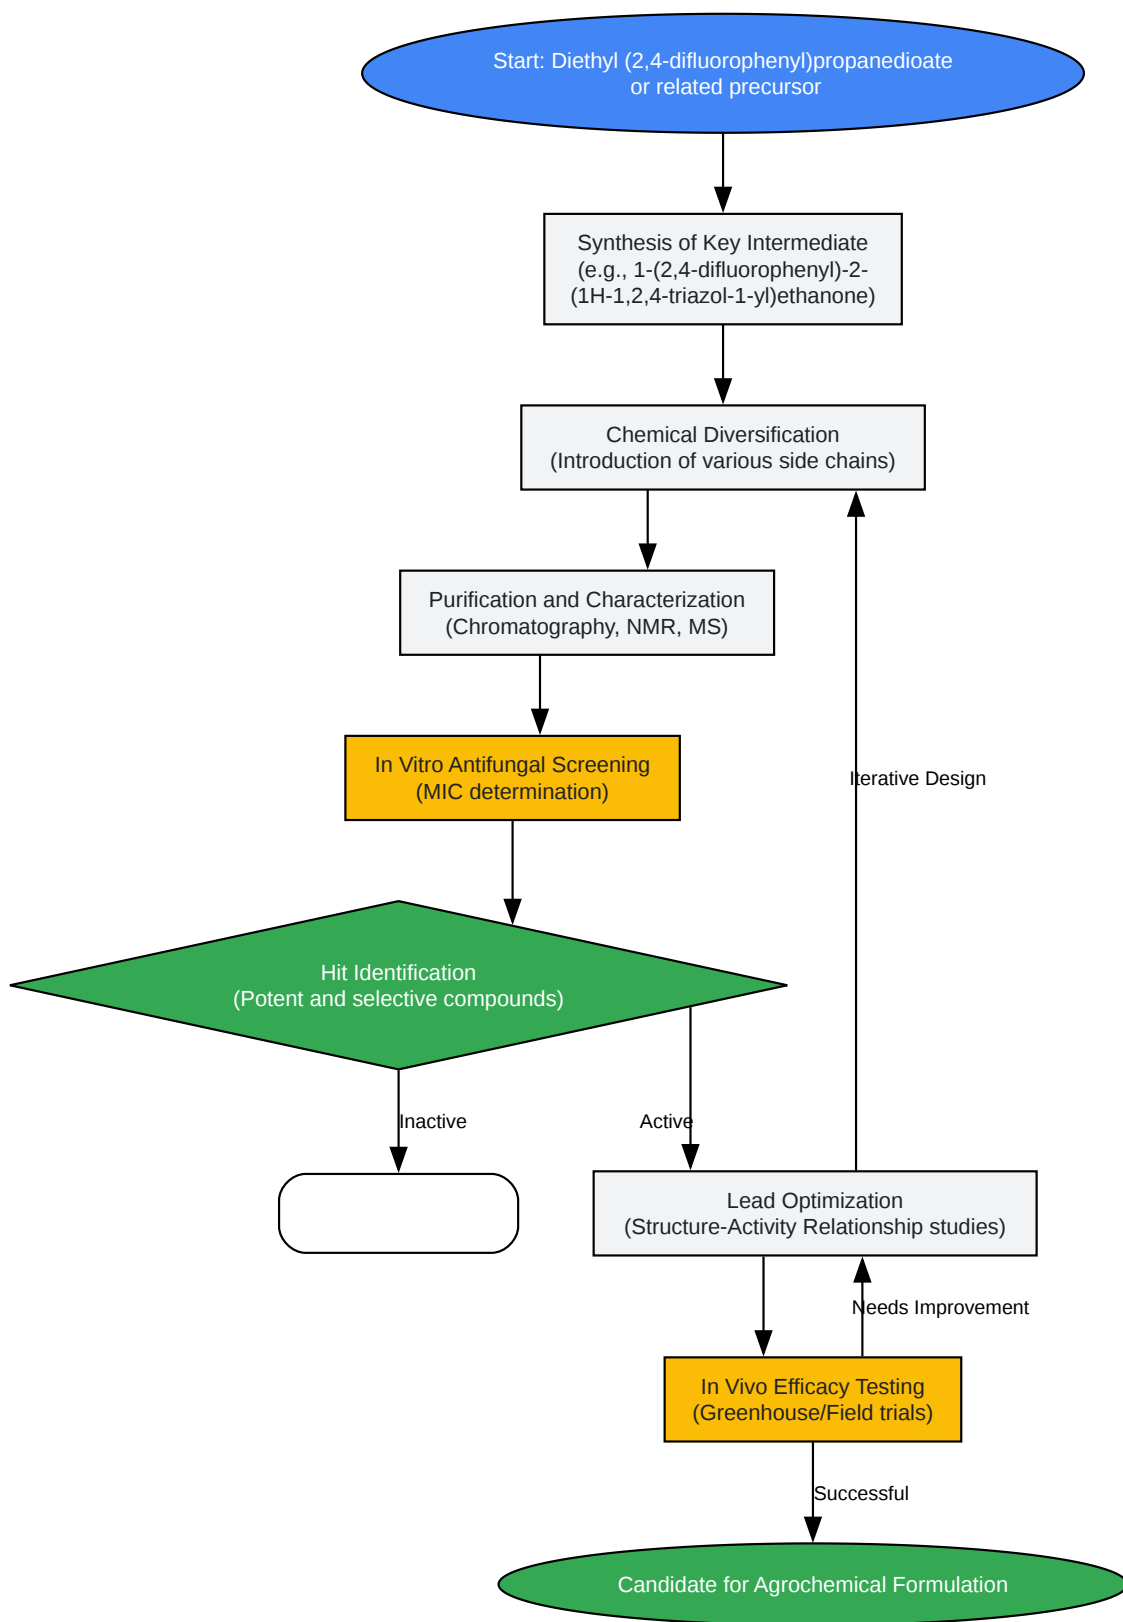 Start: Diethyl (2,4-difluorophenyl)propanedioate
or related precursor
Synthesis of Key Intermediate
(e.g., 1-(2,4-difluorophenyl)-2-
(1H-1,2,4-triazol-1-yl)ethanone)
Chemical Diversification
(Introduction of various side chains)
Purification and Characterization
(Chromatography, NMR, MS)
In Vitro Antifungal Screening
(MIC determination)
Iterative Design
Hit Identification
(Potent and selective compounds)
Inactive
Active
Lead Optimization
(Structure-Activity Relationship studies)
Needs Improvement
In Vivo Efficacy Testing
(Greenhouse/Field trials)
Successful
Candidate for Agrochemical Formulation